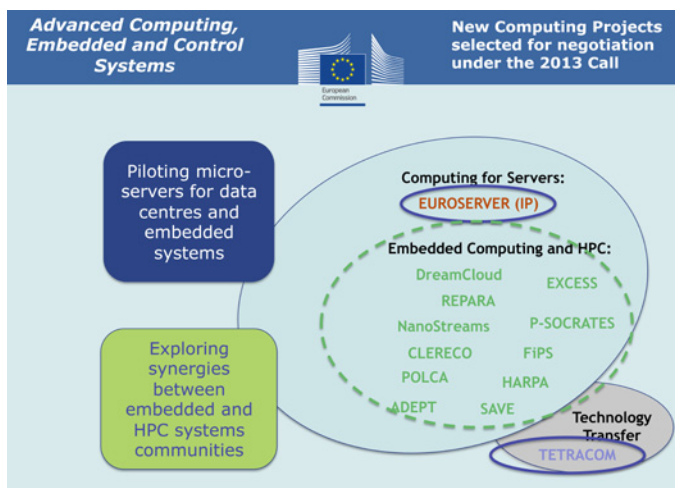 Advanced Computing,
Embedded and Control
Systems
European
Commission
New Computing Projects
selected for negotiation
under the 2013 Call
Piloting micro-
servers for data
centres and
embedded
systems
Exploring
synergies
between
embedded and
HPC systems
communities
Computing for Servers:
EUROSERVER (IP)
Embedded Computing and HPC:
DreamCloud
EXCESS
REPARA
NanoStreams
P-SOCRATES
CLERECO
FiPS
POLCA
HARPA
ADEPT
SAVE
Technology
Transfer
TETRACOM